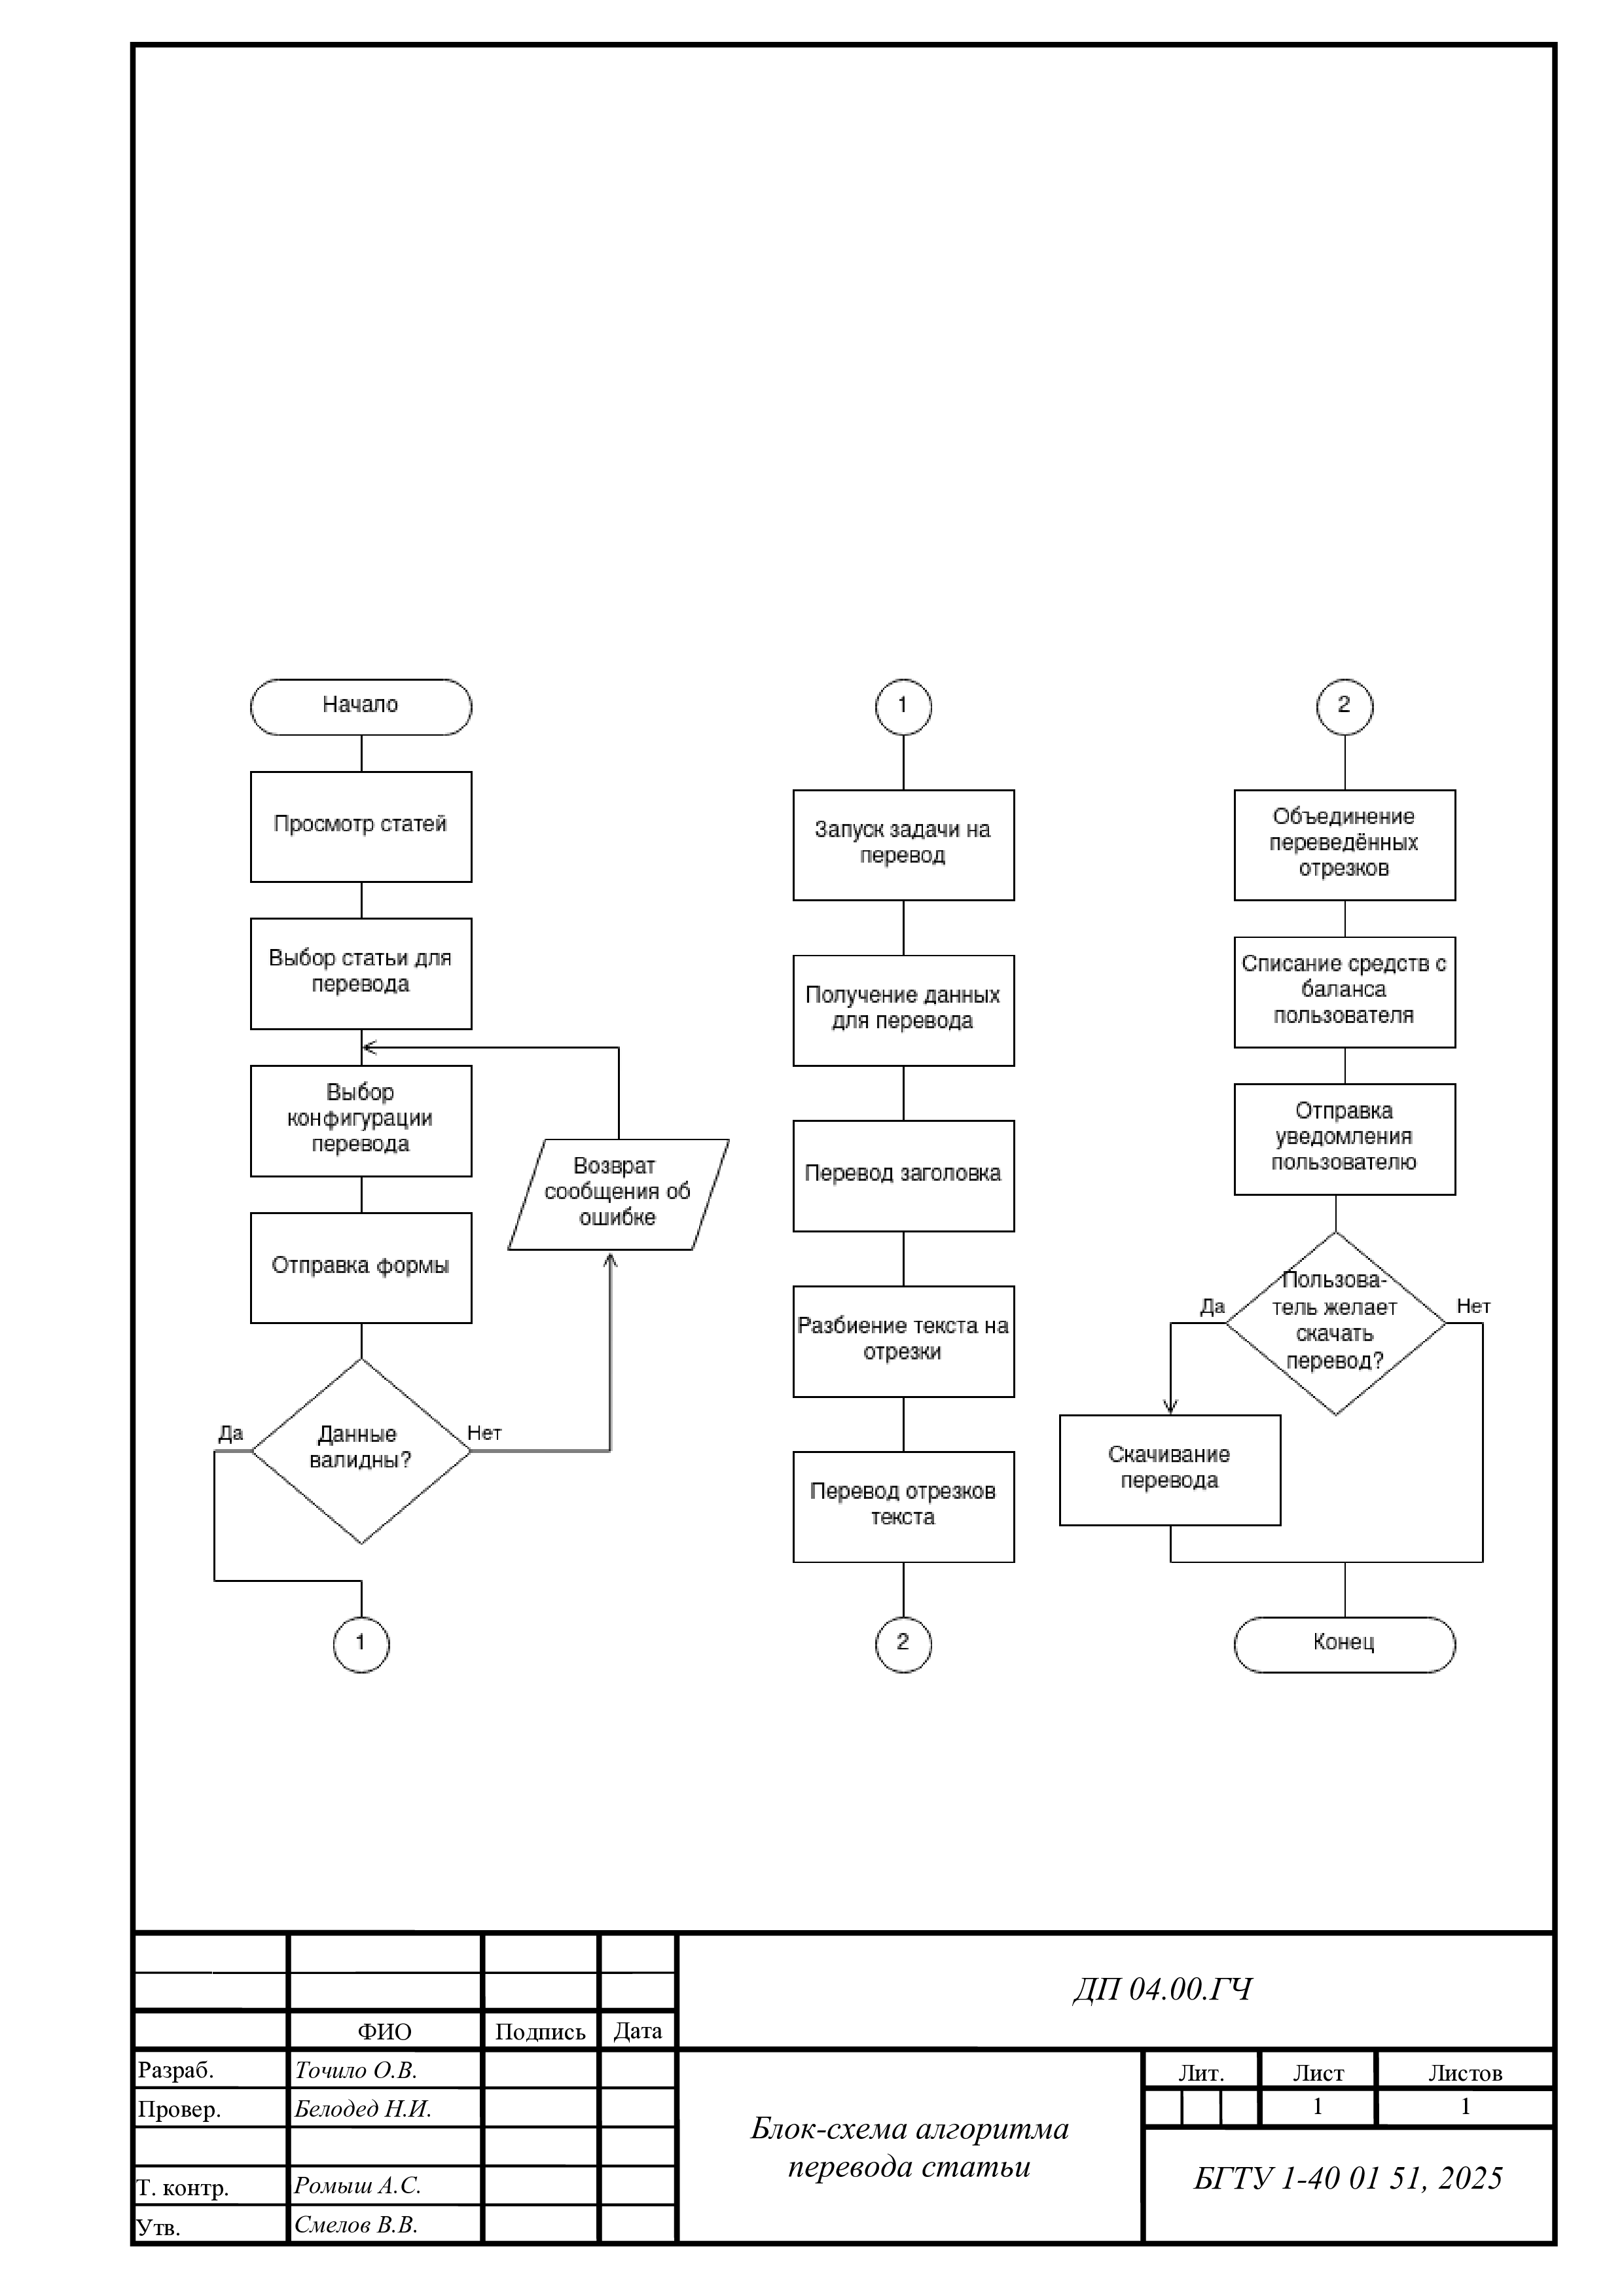 Начало
Просмотр статей
Выбор статьи для
перевода
Выбор
конфигурации
перевода
Возврат
сообщения об
ошибке
Отправка формы
Данные
валидны?
Да
Нет
1
1
Запуск задачи на
перевод
Получение данных
для перевода
Перевод заголовка
Разбиение текста на
отрезки
Перевод отрезков
текста
2
2
Объединение
переведённых
отрезков
Списание средств с
баланса
пользователя
Отправка
уведомления
пользователю
Пользова-
тель желает
скачать
перевод?
Да
Нет
Скачивание
перевода
Конец
ДП 04.00.ГЧ
ФИО
Подпись
Дата
Разраб.
Точило О.В.
Провер.
Белодед Н.И.
Т. контр.
Ромыш А.С.
Утв.
Смелов В.В.
Блок-схема алгоритма
перевода статьи
Лит.
Лист
Листов
1
1
БГТУ 1-40 01 51, 2025